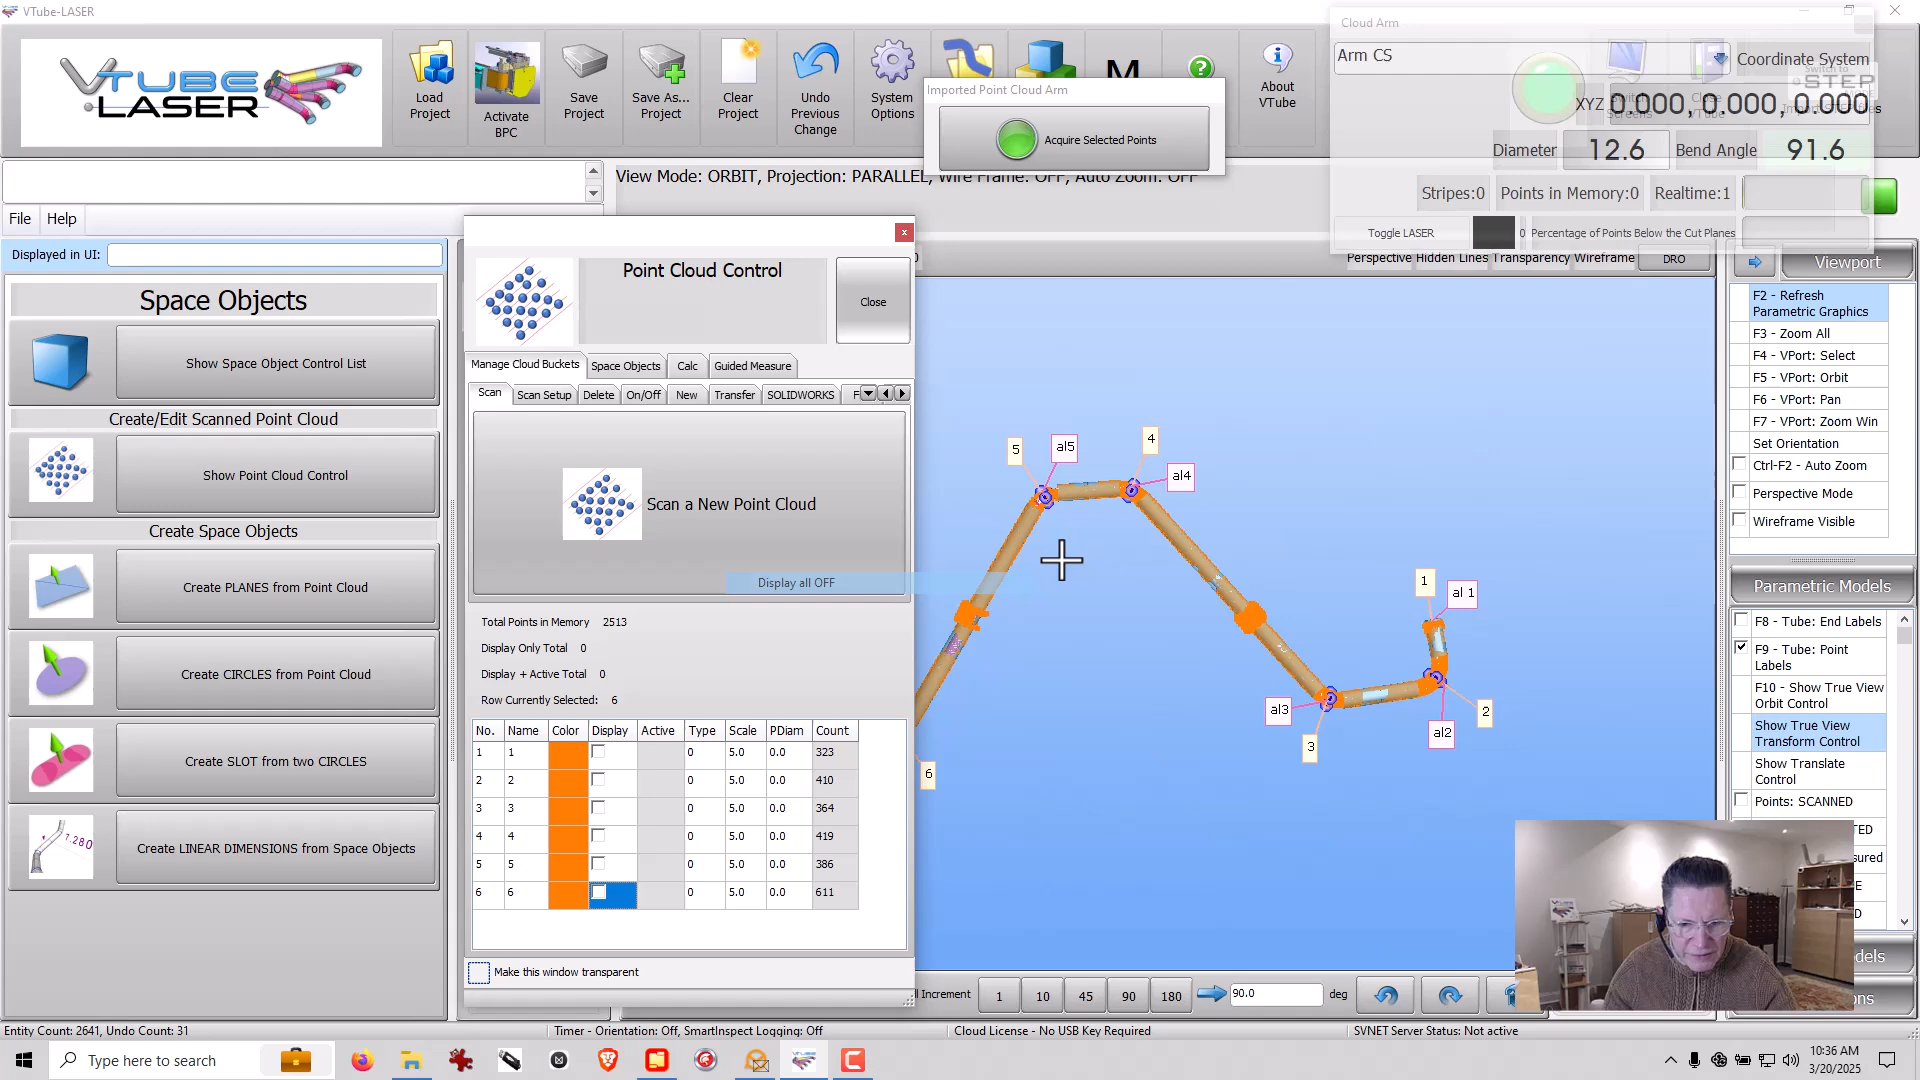 VTube-LASER
VTUBE
LASER
Load Project
Activate BPC
Save Project
Save As... Project
Clear Project
Undo Previous Change
System Options
M
?
About VTube
Imported Point Cloud Arm
Acquire Selected Points
Cloud Arm
Arm CS
Coordinate System
STEP
XYZ 0.000, 0.000, 0.000
Diameter 12.6 Bend Angle 91.6
Stripes:0 Points in Memory:0 Realtime:1
Toggle LASER 0 Percentage of Points Below the Cut Planes
View Mode: ORBIT, Projection: PARALLEL, Wire Frame: OFF, Auto Zoom: OFF
File Help
Displayed in UI:
Space Objects
Show Space Object Control List
Create/Edit Scanned Point Cloud
Show Point Cloud Control
Create Space Objects
Create PLANES from Point Cloud
Create CIRCLES from Point Cloud
Create SLOT from two CIRCLES
7.280
Create LINEAR DIMENSIONS from Space Objects
x
Point Cloud Control
Close
Manage Cloud Buckets Space Objects Calc Guided Measure
Scan Scan Setup Delete On/Off New Transfer SOLIDWORKS F
Scan a New Point Cloud
Display all OFF
Total Points in Memory 2513
Display Only Total 0
Display + Active Total 0
Row Currently Selected: 6
No. Name Color Display Active Type Scale PDiam Count
1 1 0 5.0 0.0 323
2 2 0 5.0 0.0 410
3 3 0 5.0 0.0 364
4 4 0 5.0 0.0 419
5 5 0 5.0 0.0 386
6 6 0 5.0 0.0 611
Make this window transparent
Perspective Hidden Lines Transparency Wireframe DRO
5 al5 4 al4
1 al 1
al3 3 al2 2
6
Increment 1 10 45 90 180 90.0 deg
Viewport
F2 - Refresh Parametric Graphics
F3 - Zoom All
F4 - VPort: Select
F5 - VPort: Orbit
F6 - VPort: Pan
F7 - VPort: Zoom Win
Set Orientation
Ctrl-F2 - Auto Zoom
Perspective Mode
Wireframe Visible
Parametric Models
F8 - Tube: End Labels
F9 - Tube: Point Labels
F10 - Show True View Orbit Control
Show True View Transform Control
Show Translate Control
Points: SCANNED
Entity Count: 2641, Undo Count: 31
Timer - Orientation: Off, SmartInspect Logging: Off
Cloud License - No USB Key Required
SVNET Server Status: Not active
Type here to search
10:36 AM
3/20/2025